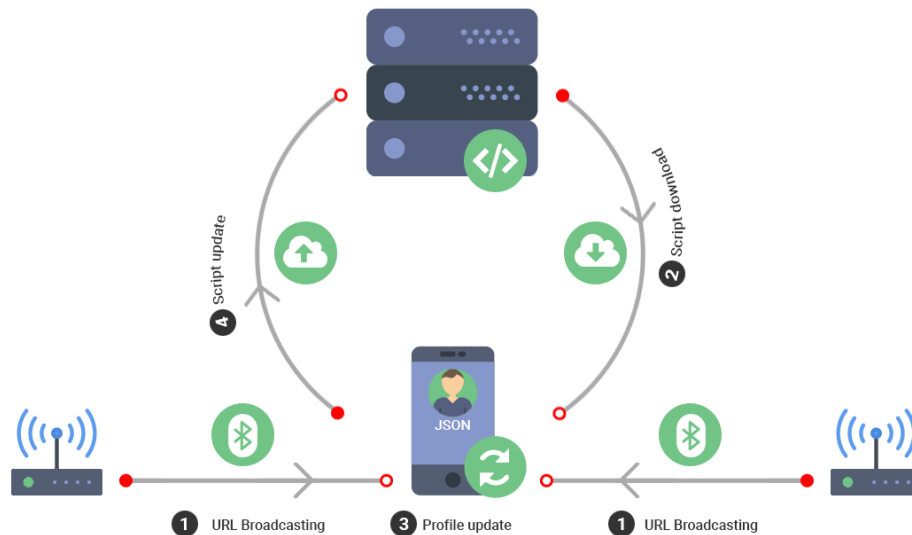 </>
4 Script update
2 Script download
JSON
1 URL Broadcasting
3 Profile update
1 URL Broadcasting